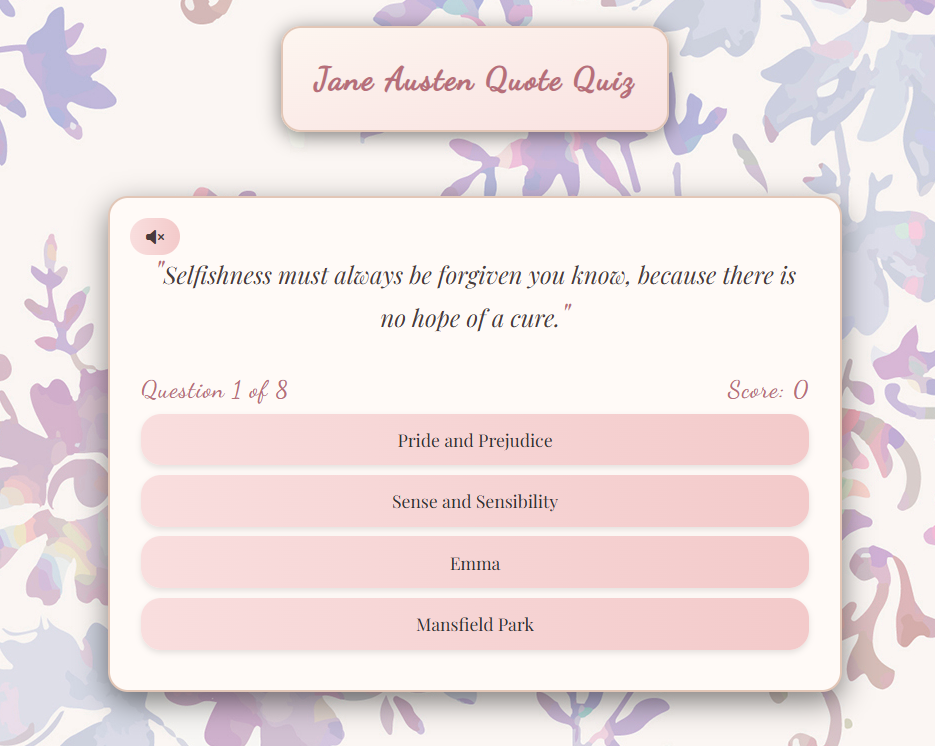 Jane Austen Quote Quiz
"Selfishness must always be forgiven you know, because there is
no hope of a cure."
Question 1 of 8
Score: 0
Pride and Prejudice
Sense and Sensibility
Emma
Mansfield Park